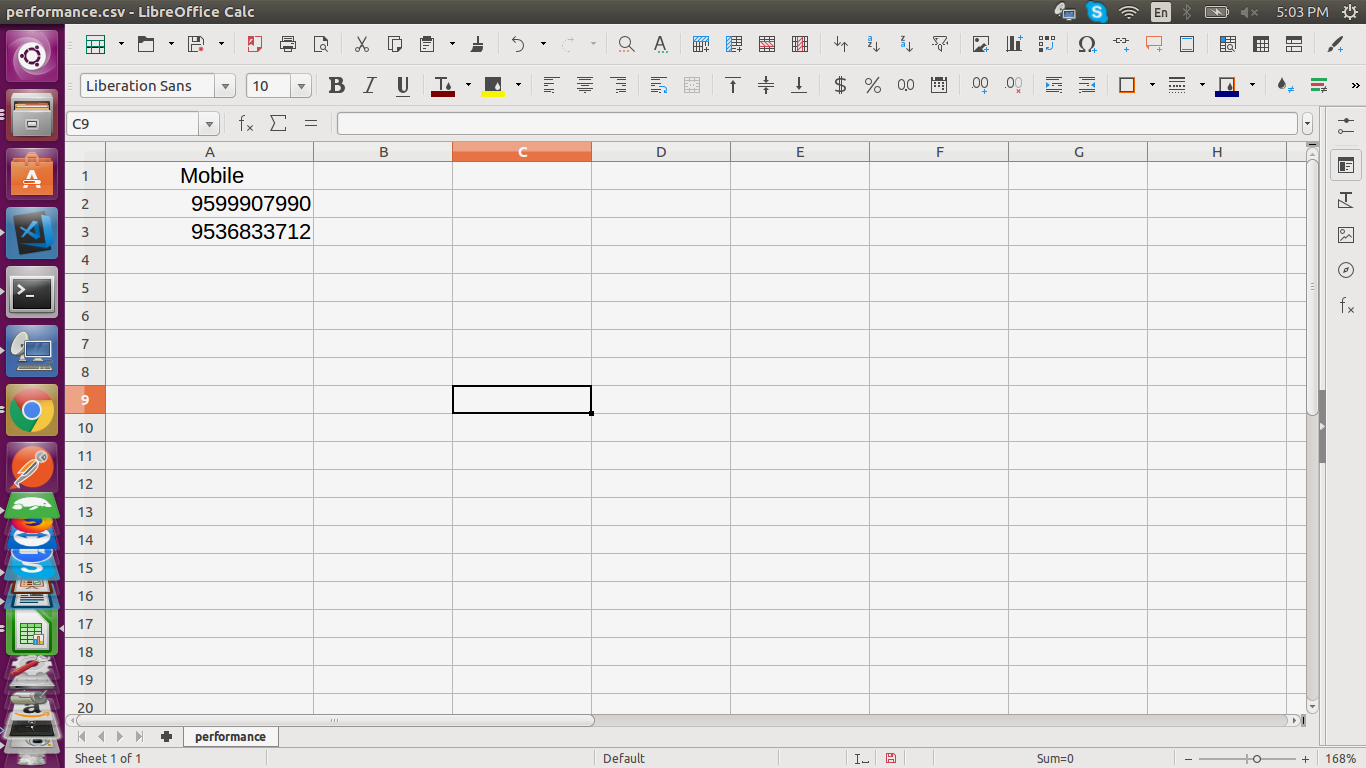 performance.csv - LibreOffice Calc
En
5:03 PM
Liberation Sans
10
C9
A B C D E F G H
1 Mobile
2 9599907990
3 9536833712
4
5
6
7
8
9
10
11
12
13
14
15
16
17
18
19
20
performance
Sheet 1 of 1
Default
Sum=0
168%